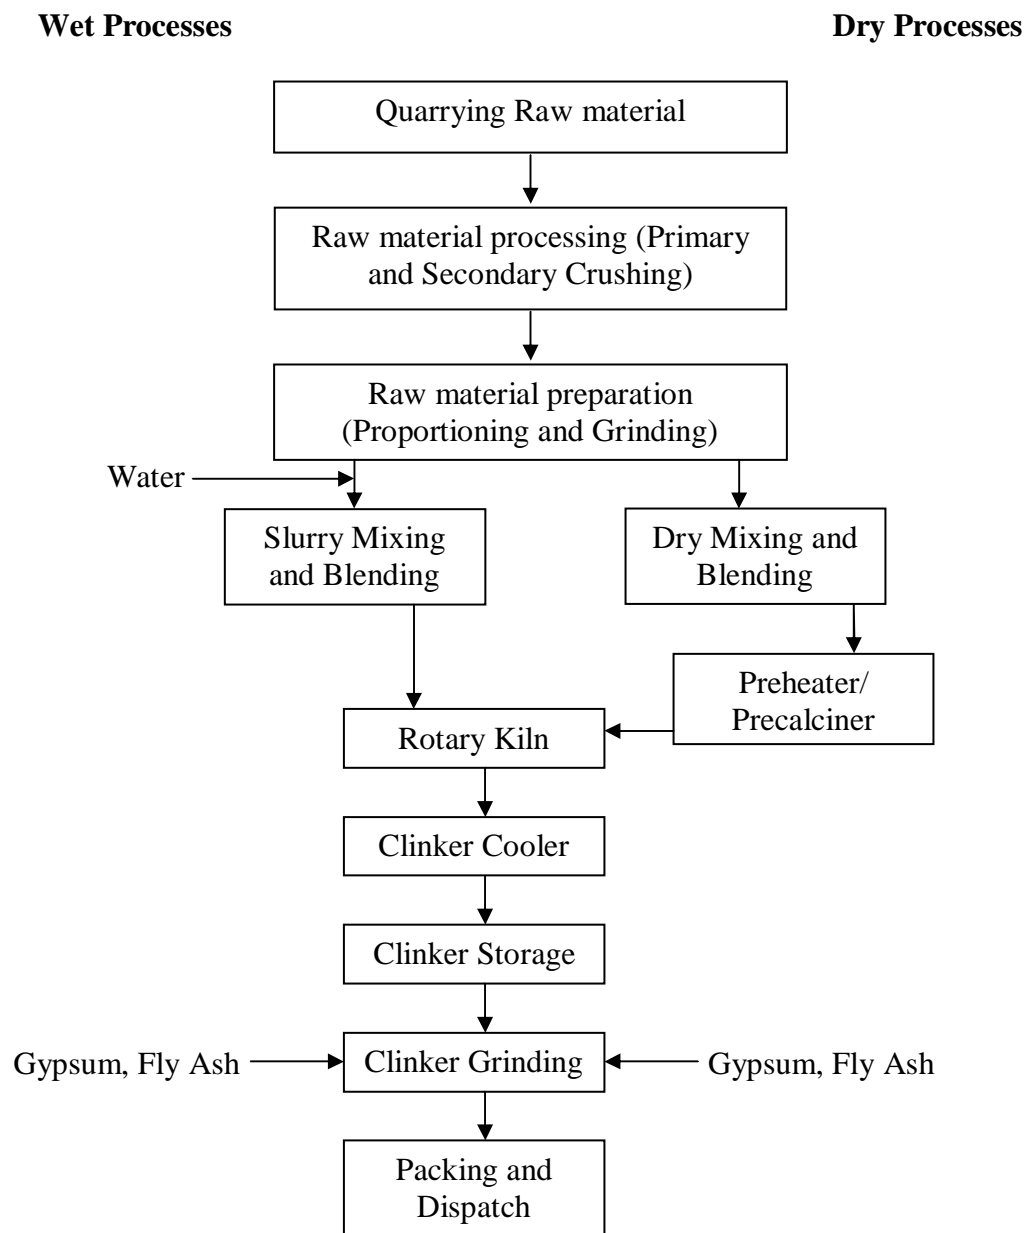 Wet Processes
Dry Processes
Quarrying Raw material
Raw material processing (Primary
and Secondary Crushing)
Raw material preparation
(Proportioning and Grinding)
Water
Slurry Mixing
and Blending
Dry Mixing and
Blending
Preheater/
Precalciner
Rotary Kiln
Clinker Cooler
Clinker Storage
Gypsum, Fly Ash
Clinker Grinding
Gypsum, Fly Ash
Packing and
Dispatch